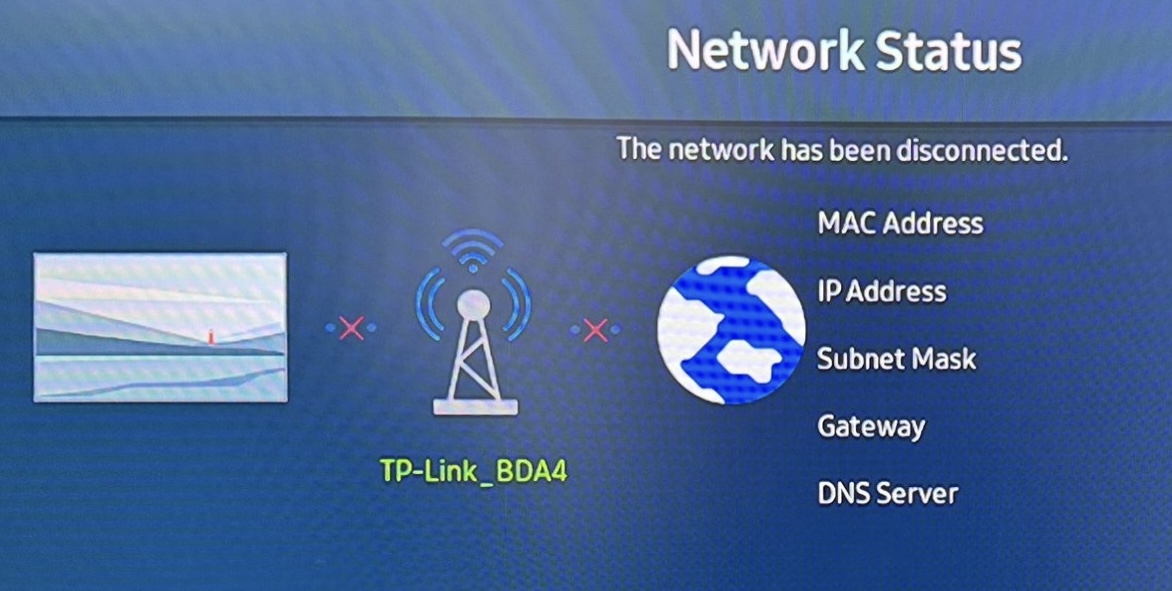 Network Status
The network has been disconnected.
MAC Address
IP Address
Subnet Mask
Gateway
DNS Server
TP-Link_BDA4